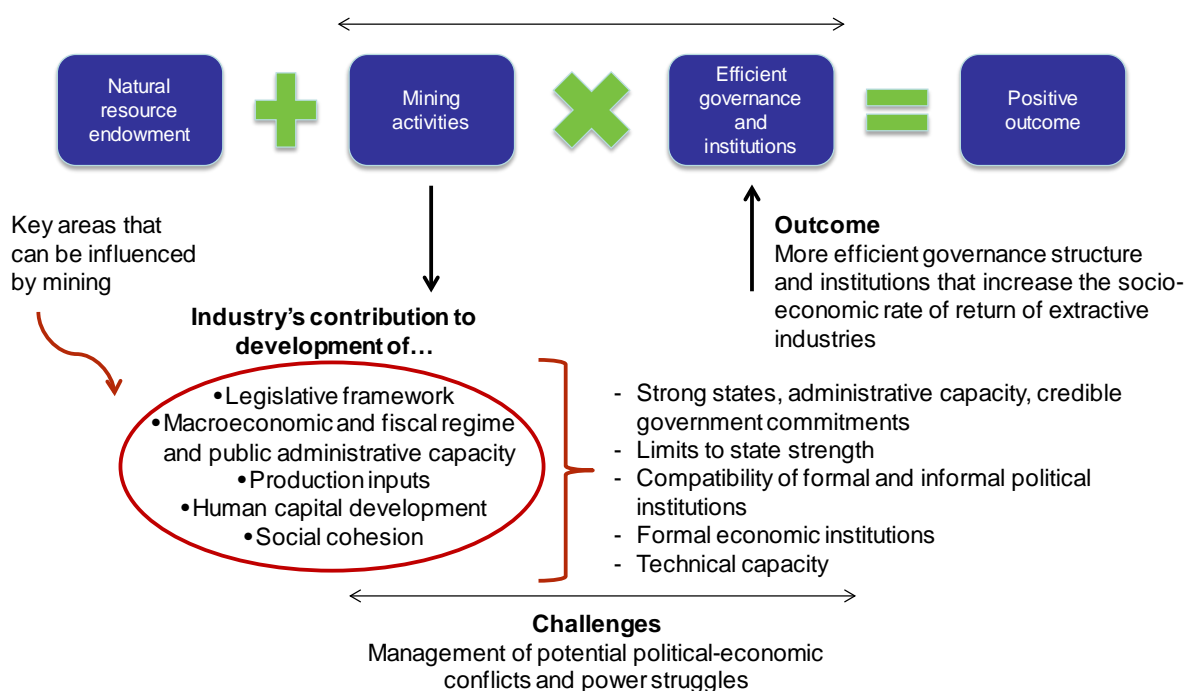 Natural
resource
endowment
Mining
activities
Efficient
governance
and
institutions
Positive
outcome
Key areas that
can be influenced
by mining
Outcome
More efficient governance structure
and institutions that increase the socio-
economic rate of return of extractive
industries
Industry's contribution to
development of…
•Legislative framework
•Macroeconomic and fiscal regime
and public administrative capacity
•Production inputs
•Human capital development
•Social cohesion
- Strong states, administrative capacity, credible
government commitments
- Limits to state strength
- Compatibility of formal and informal political
institutions
- Formal economic institutions
- Technical capacity
Challenges
Management of potential political-economic
conflicts and power struggles